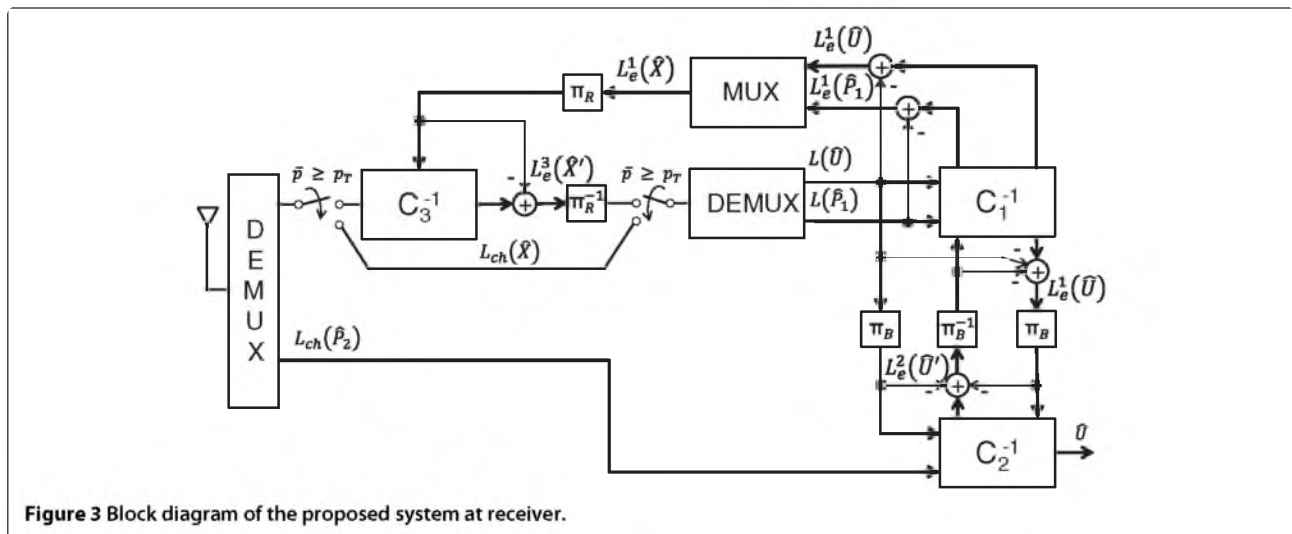 L_e^1(Û)
L_e^1(X̂)
π_R
MUX
L_e^1(P̂_1)
+
-
+
-
p̄ ≥ p_T
C_3^{-1}
-
L_e^3(X̂′)
+
π_R^{-1}
p̄ ≥ p_T
DEMUX
L(Û)
L(P̂_1)
C_1^{-1}
DEMUX
L_ch(X̂)
-
-
+
L_e^1(Û)
π_B
π_B^{-1}
π_B
L_ch(P̂_2)
L_e^2(Û′)
-
+
-
C_2^{-1}
Û
Figure 3 Block diagram of the proposed system at receiver.